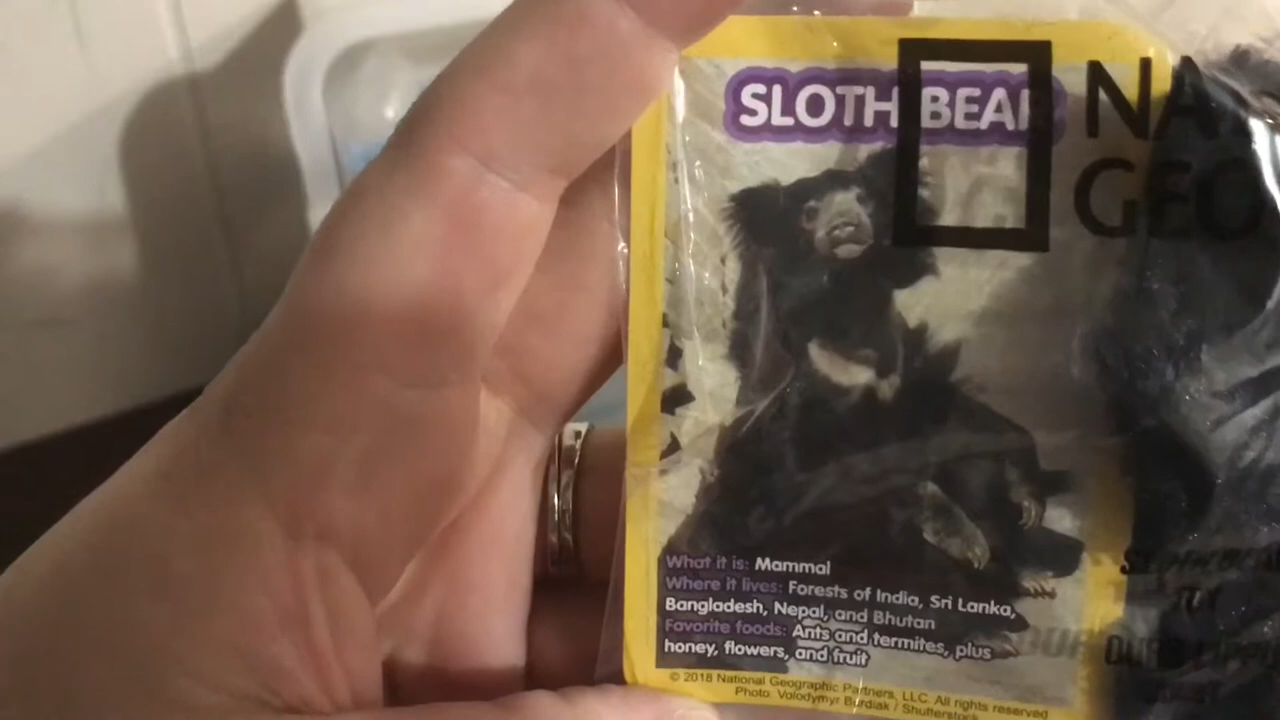 SLOTH BEAR
NA
GEO
What it is: Mammal
Where it lives: Forests of India, Sri Lanka,
Bangladesh, Nepal, and Bhutan
Favorite foods: Ants and termites, plus
honey, flowers, and fruit
© 2018 National Geographic Partners, LLC. All rights reserved
Photo: Volodymyr Burdiak / Shutterstock